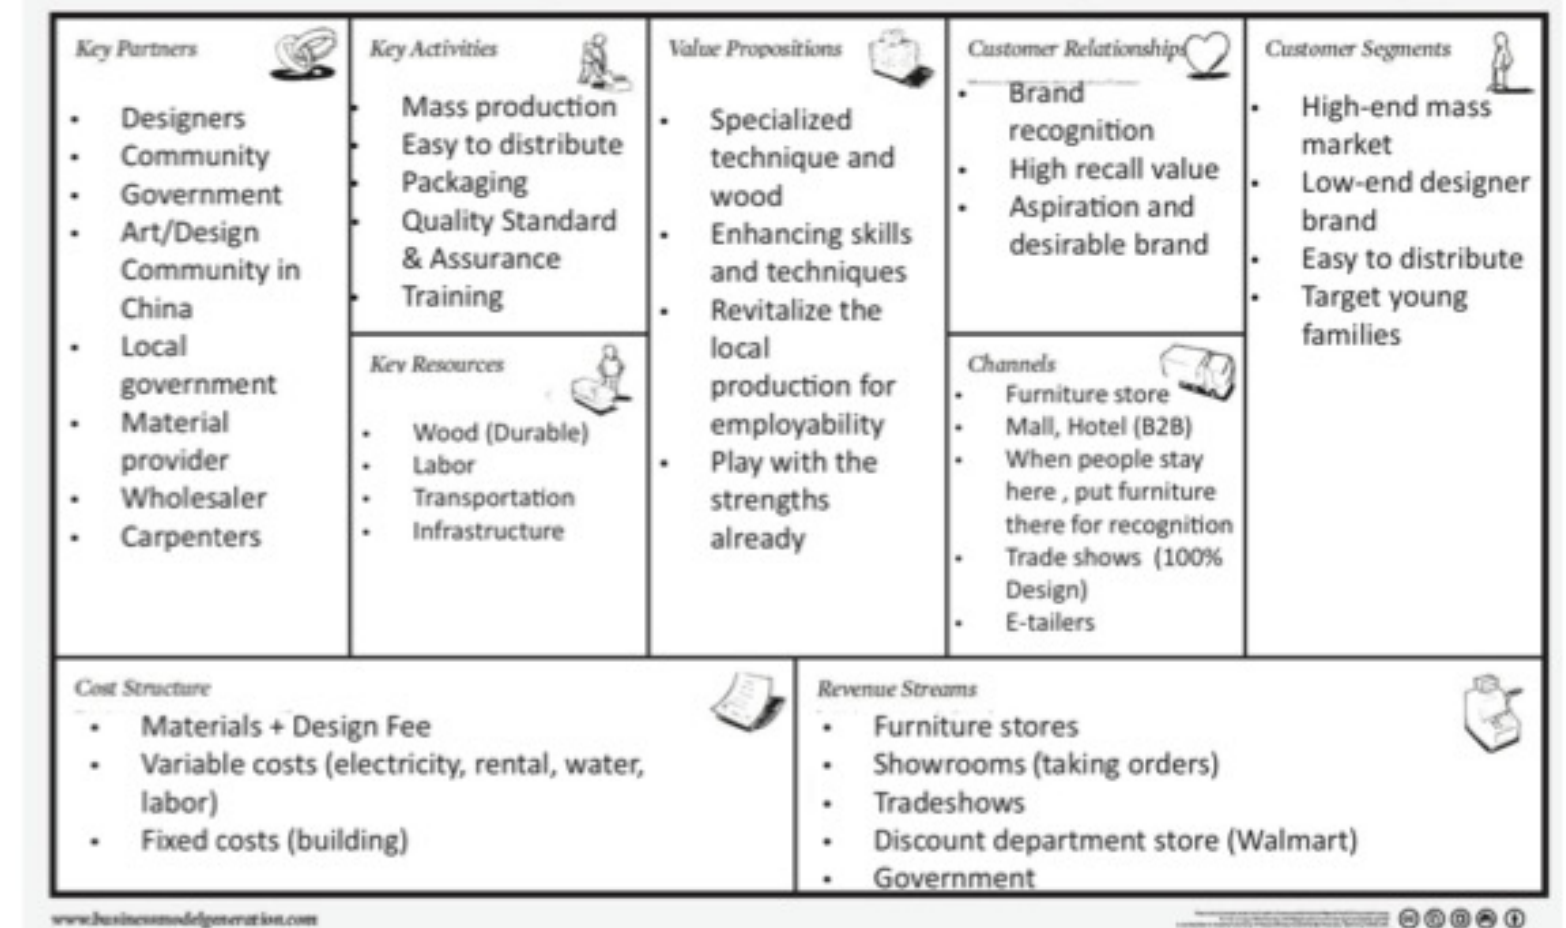 Key Partners
Designers
Community
Government
Art/Design
Community in
China
Local
government
Material
provider
Wholesaler
Carpenters
Key Activities
Mass production
Easy to distribute
Packaging
Quality Standard
& Assurance
Training
Key Resources
Wood (Durable)
Labor
Transportation
Infrastructure
Value Propositions
Specialized
technique and
wood
Enhancing skills
and techniques
Revitalize the
local
production for
employability
Play with the
strengths
already
Customer Relationships
Brand
recognition
High recall value
Aspiration and
desirable brand
Channels
Furniture store
Mall, Hotel (B2B)
When people stay
here , put furniture
there for recognition
Trade shows (100%
Design)
E-tailers
Customer Segments
High-end mass
market
Low-end designer
brand
Easy to distribute
Target young
families
Cost Structure
Materials + Design Fee
Variable costs (electricity, rental, water,
labor)
Fixed costs (building)
Revenue Streams
Furniture stores
Showrooms (taking orders)
Tradeshows
Discount department store (Walmart)
Government
www.businessmodelgeneration.com